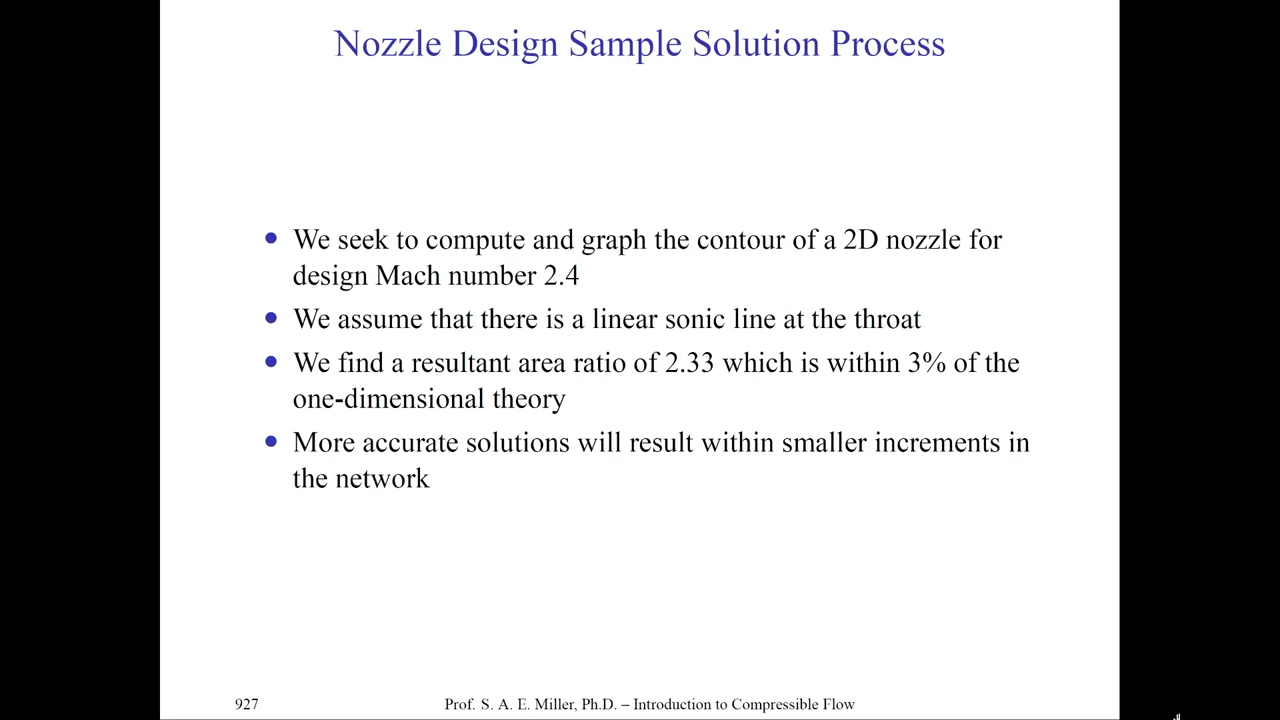 Nozzle Design Sample Solution Process
• We seek to compute and graph the contour of a 2D nozzle for
design Mach number 2.4
• We assume that there is a linear sonic line at the throat
• We find a resultant area ratio of 2.33 which is within 3% of the
one-dimensional theory
• More accurate solutions will result within smaller increments in
the network
927
Prof. S. A. E. Miller, Ph.D. – Introduction to Compressible Flow